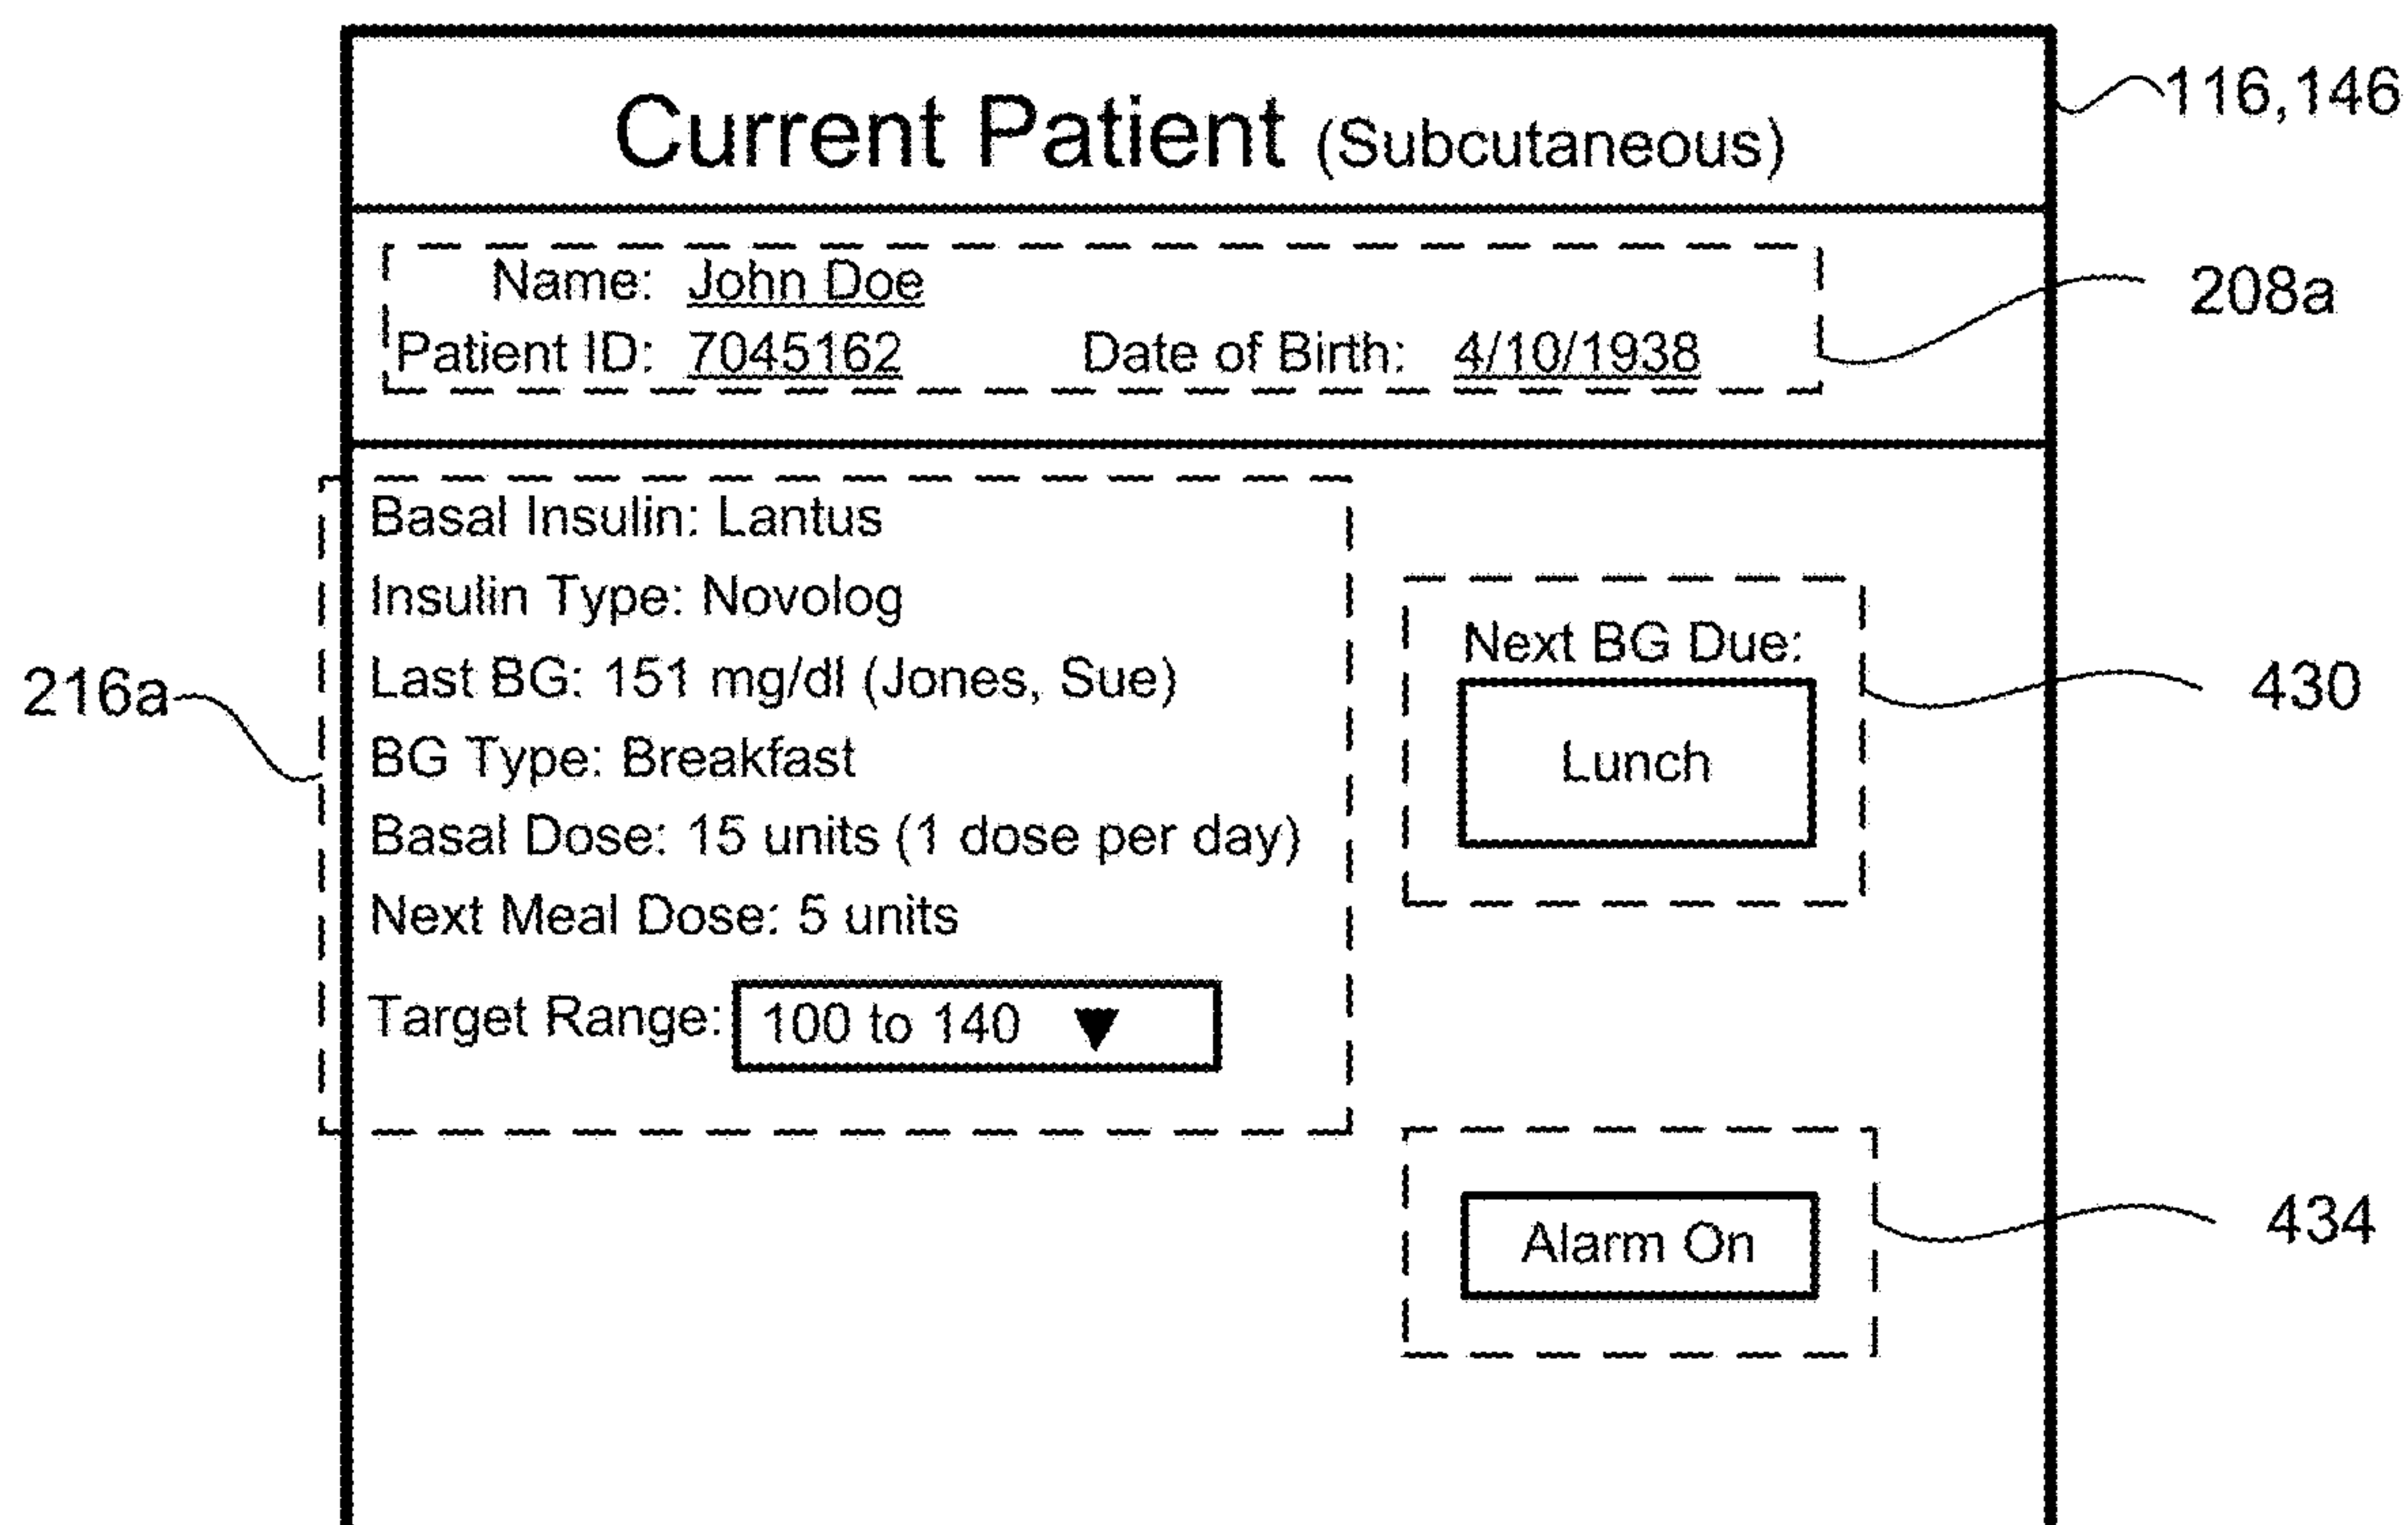 Current Patient (Subcutaneous)
116,146
Name: John Doe
208a
Patient ID: 7045162 Date of Birth: 4/10/1938
Basal Insulin: Lantus
Insulin Type: Novolog
Last BG: 151 mg/dl (Jones, Sue)
216a
BG Type: Breakfast
Basal Dose: 15 units (1 dose per day)
Next Meal Dose: 5 units
Target Range: 100 to 140 ▼
Next BG Due:
430
Lunch
Alarm On
434